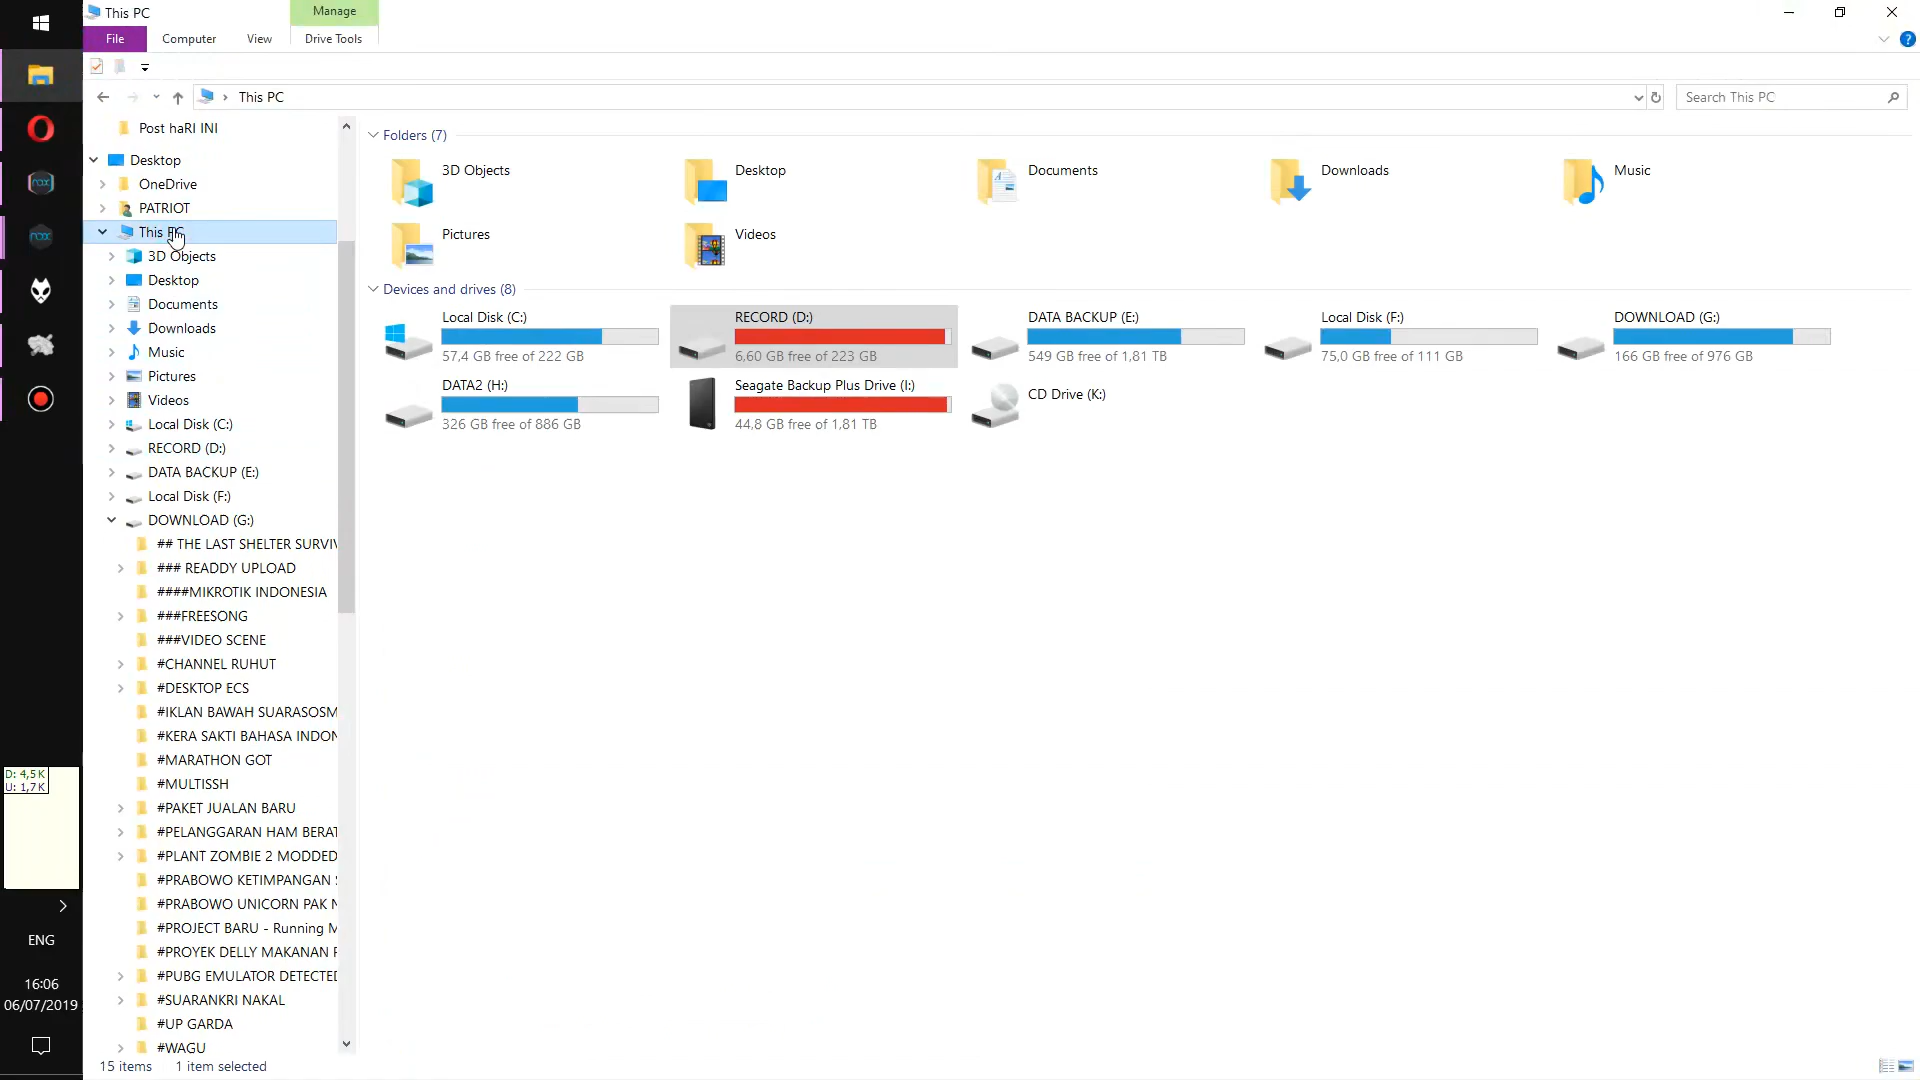 This PC
Manage
File
Computer
View
Drive Tools
This PC
Search This PC
Post haRI INI
Desktop
OneDrive
PATRIOT
This PC
3D Objects
Desktop
Documents
Downloads
Music
Pictures
Videos
Local Disk (C:)
RECORD (D:)
DATA BACKUP (E:)
Local Disk (F:)
DOWNLOAD (G:)
## THE LAST SHELTER SURVIV
### READDY UPLOAD
####MIKROTIK INDONESIA
###FREESONG
###VIDEO SCENE
#CHANNEL RUHUT
#DESKTOP ECS
#IKLAN BAWAH SUARASOSM
#KERA SAKTI BAHASA INDON
#MARATHON GOT
#MULTISSH
#PAKET JUALAN BARU
#PELANGGARAN HAM BERAT
#PLANT ZOMBIE 2 MODDED
#PRABOWO KETIMPANGAN S
#PRABOWO UNICORN PAK N
#PROJECT BARU - Running M
#PROYEK DELLY MAKANAN R
#PUBG EMULATOR DETECTED
#SUARANKRI NAKAL
#UP GARDA
#WAGU
Folders (7)
3D Objects
Desktop
Documents
Downloads
Music
Pictures
Videos
Devices and drives (8)
Local Disk (C:)
57,4 GB free of 222 GB
RECORD (D:)
6,60 GB free of 223 GB
DATA BACKUP (E:)
549 GB free of 1,81 TB
Local Disk (F:)
75,0 GB free of 111 GB
DOWNLOAD (G:)
166 GB free of 976 GB
DATA2 (H:)
326 GB free of 886 GB
Seagate Backup Plus Drive (I:)
44,8 GB free of 1,81 TB
CD Drive (K:)
D: 4,5 K
U: 1,7 K
ENG
16:06
06/07/2019
15 items
1 item selected